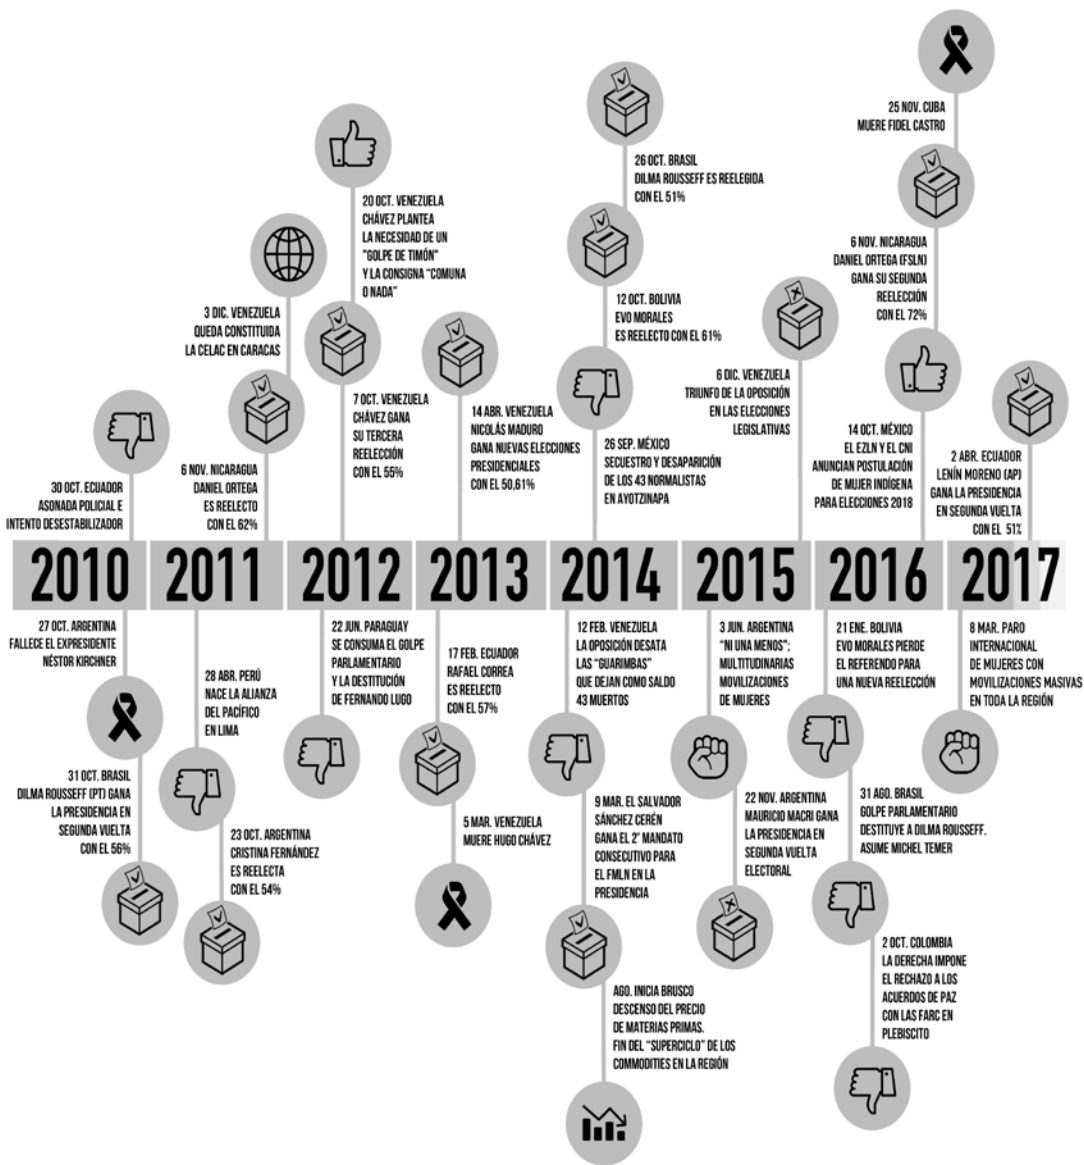 25 NOV. CUBA
MUERE FIDEL CASTRO
26 OCT. BRASIL
DILMA ROUSSEFF ES REELEGIDA
CON EL 51%
20 OCT. VENEZUELA
CHÁVEZ PLANTEA
LA NECESIDAD DE UN
"GOLPE DE TIMÓN"
Y LA CONSIGNA “COMUNA
O NADA”
6 NOV. NICARAGUA
DANIEL ORTEGA (FSLN)
GANA SU SEGUNDA
REELECCIÓN
CON EL 72%
3 DIC. VENEZUELA
QUEDA CONSTITUIDA
LA CELAC EN CARACAS
12 OCT. BOLIVIA
EVO MORALES
ES REELECTO CON EL 61%
6 DIC. VENEZUELA
TRIUNFO DE LA OPOSICIÓN
EN LAS ELECCIONES
LEGISLATIVAS
7 OCT. VENEZUELA
CHÁVEZ GANA
SU TERCERA
REELECCIÓN
CON EL 55%
14 ABR. VENEZUELA
NICOLÁS MADURO
GANA NUEVAS ELECCIONES
PRESIDENCIALES
CON EL 50,61%
26 SEP. MÉXICO
SECUESTRO Y DESAPARICIÓN
DE LOS 43 NORMALISTAS
EN AYOTZINAPA
14 OCT. MÉXICO
EL EZLN Y EL CNI
ANUNCIAN POSTULACIÓN
DE MUJER INDÍGENA
PARA ELECCIONES 2018
2 ABR. ECUADOR
LENÍN MORENO (AP)
GANA LA PRESIDENCIA
EN SEGUNDA VUELTA
CON EL 51%
6 NOV. NICARAGUA
DANIEL ORTEGA
ES REELECTO
CON EL 62%
30 OCT. ECUADOR
ASONADA POLICIAL E
INTENTO DESESTABILIZADOR
2010 2011 2012 2013 2014 2015 2016 2017
27 OCT. ARGENTINA
FALLECE EL EXPRESIDENTE
NÉSTOR KIRCHNER
28 ABR. PERÚ
NACE LA ALIANZA
DEL PACÍFICO
EN LIMA
22 JUN. PARAGUAY
SE CONSUMA EL GOLPE
PARLAMENTARIO
Y LA DESTITUCIÓN
DE FERNANDO LUGO
17 FEB. ECUADOR
RAFAEL CORREA
ES REELECTO
CON EL 57%
12 FEB. VENEZUELA
LA OPOSICIÓN DESATA
LAS “GUARIMBAS”
QUE DEJAN COMO SALDO
43 MUERTOS
3 JUN. ARGENTINA
“NI UNA MENOS”;
MULTITUDINARIAS
MOVILIZACIONES
DE MUJERES
21 ENE. BOLIVIA
EVO MORALES PIERDE
EL REFERENDO PARA
UNA NUEVA REELECCIÓN
8 MAR. PARO
INTERNACIONAL
DE MUJERES CON
MOVILIZACIONES MASIVAS
EN TODA LA REGIÓN
31 OCT. BRASIL
DILMA ROUSSEFF (PT) GANA
LA PRESIDENCIA EN
SEGUNDA VUELTA
CON EL 56%
23 OCT. ARGENTINA
CRISTINA FERNÁNDEZ
ES REELECTA
CON EL 54%
5 MAR. VENEZUELA
MUERE HUGO CHÁVEZ
9 MAR. EL SALVADOR
SÁNCHEZ CERÉN
GANA EL 2° MANDATO
CONSECUTIVO PARA
EL FMLN EN LA
PRESIDENCIA
22 NOV. ARGENTINA
MAURICIO MACRI GANA
LA PRESIDENCIA EN
SEGUNDA VUELTA
ELECTORAL
31 AGO. BRASIL
GOLPE PARLAMENTARIO
DESTITUYE A DILMA ROUSSEFF.
ASUME MICHEL TEMER
2 OCT. COLOMBIA
LA DERECHA IMPONE
EL RECHAZO A LOS
ACUERDOS DE PAZ
CON LAS FARC EN
PLEBISCITO
AGO. INICIA BRUSCO
DESCENSO DEL PRECIO
DE MATERIAS PRIMAS.
FIN DEL “SUPERCICLO” DE LOS
COMMODITIES EN LA REGIÓN